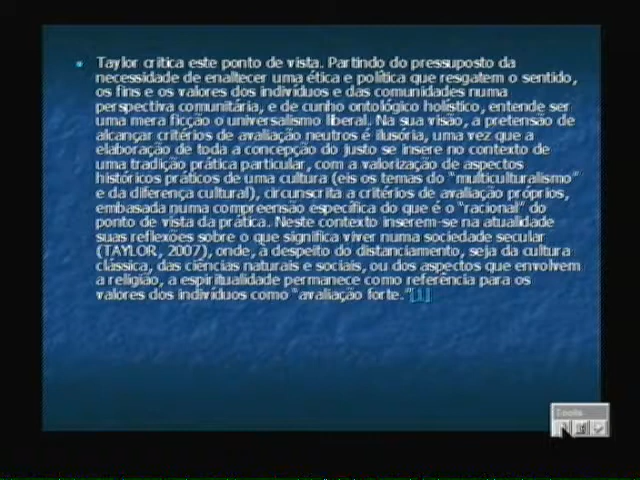 Taylor critica este ponto de vista. Partindo do pressuposto da
necessidade de enaltecer uma ética e política que resgatem o sentido,
os fins e os valores dos indivíduos e das comunidades numa
perspectiva comunitária, e de cunho ontológico holístico, entende ser
uma mera ficção o universalismo liberal. Na sua visão, a pretensão de
alcançar critérios de avaliação neutros é ilusória, uma vez que a
elaboração de toda a concepção do justo se insere no contexto de
uma tradição prática particular, com a valorização de aspectos
históricos práticos de uma cultura (eis os temas do "multiculturalismo"
e da diferença cultural), circunscrita a critérios de avaliação próprios,
embasada numa compreensão específica do que é o "racional" do
ponto de vista da prática. Neste contexto inserem-se na atualidade
suas reflexões sobre o que significa viver numa sociedade secular
(TAYLOR, 2007), onde, a despeito do distanciamento, seja da cultura
clássica, das ciências naturais e sociais, ou dos aspectos que envolvem
a religião, a espiritualidade permanece como referência para os
valores dos indivíduos como "avaliação forte."[1]
Tools